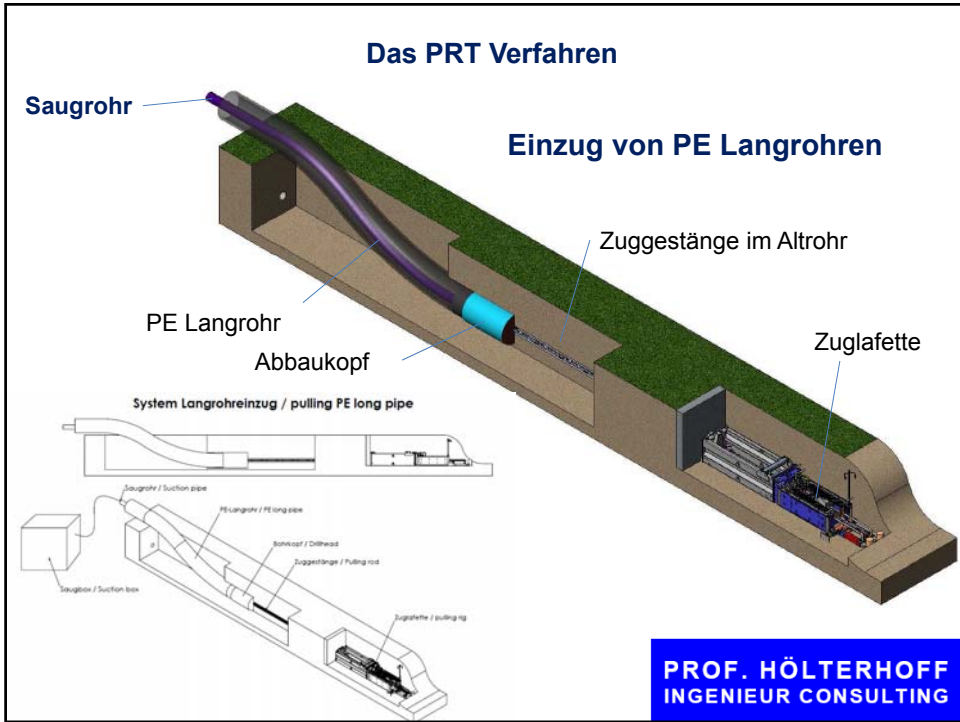 Das PRT Verfahren
Saugrohr
Einzug von PE Langrohren
Zuggestänge im Altrohr
PE Langrohr
Abbaukopf
Zuglafette
System Langrohreinzug / pulling PE long pipe
Saugrohr / Suction pipe
PE-Langrohr / PE long pipe
Bohrkopf / Drillhead
Zuggestänge / Pulling rod
Saugbox / Suction box
Zuglafette / pulling rig
PROF. HÖLTERHOFF
INGENIEUR CONSULTING